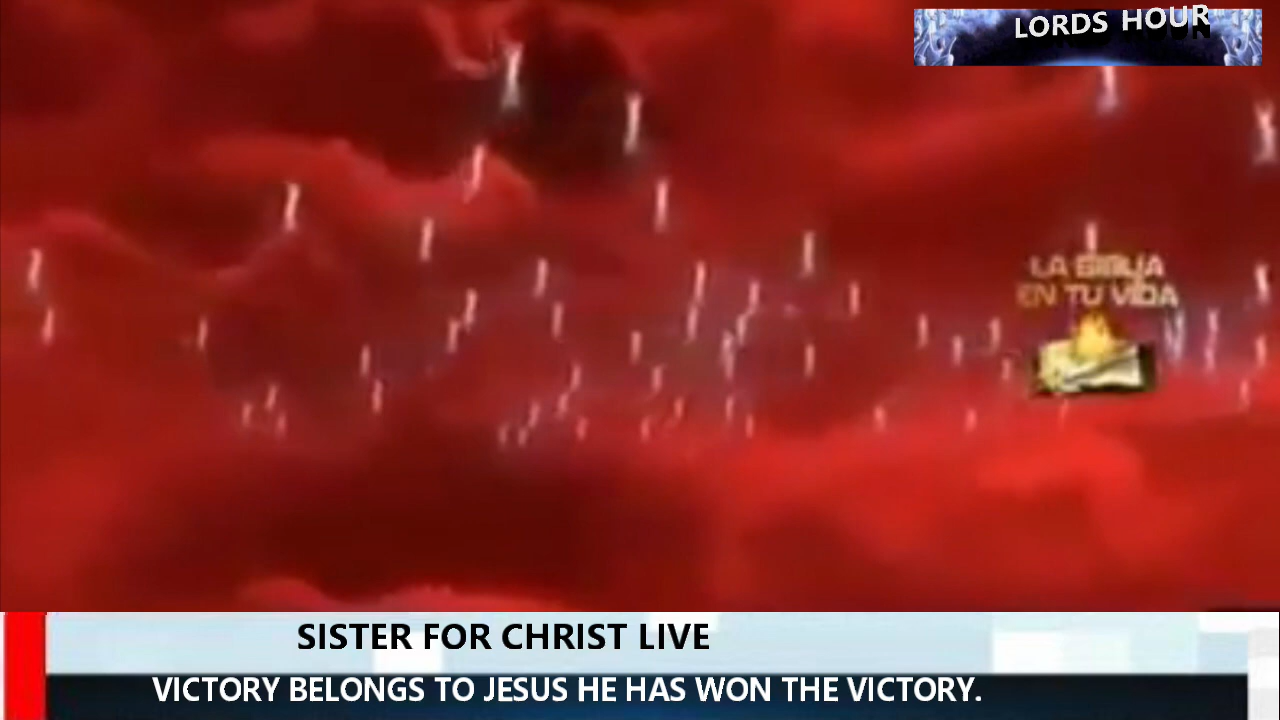 LORDS HOUR
LA BIBLIA
EN TU VIDA
SISTER FOR CHRIST LIVE
VICTORY BELONGS TO JESUS HE HAS WON THE VICTORY.